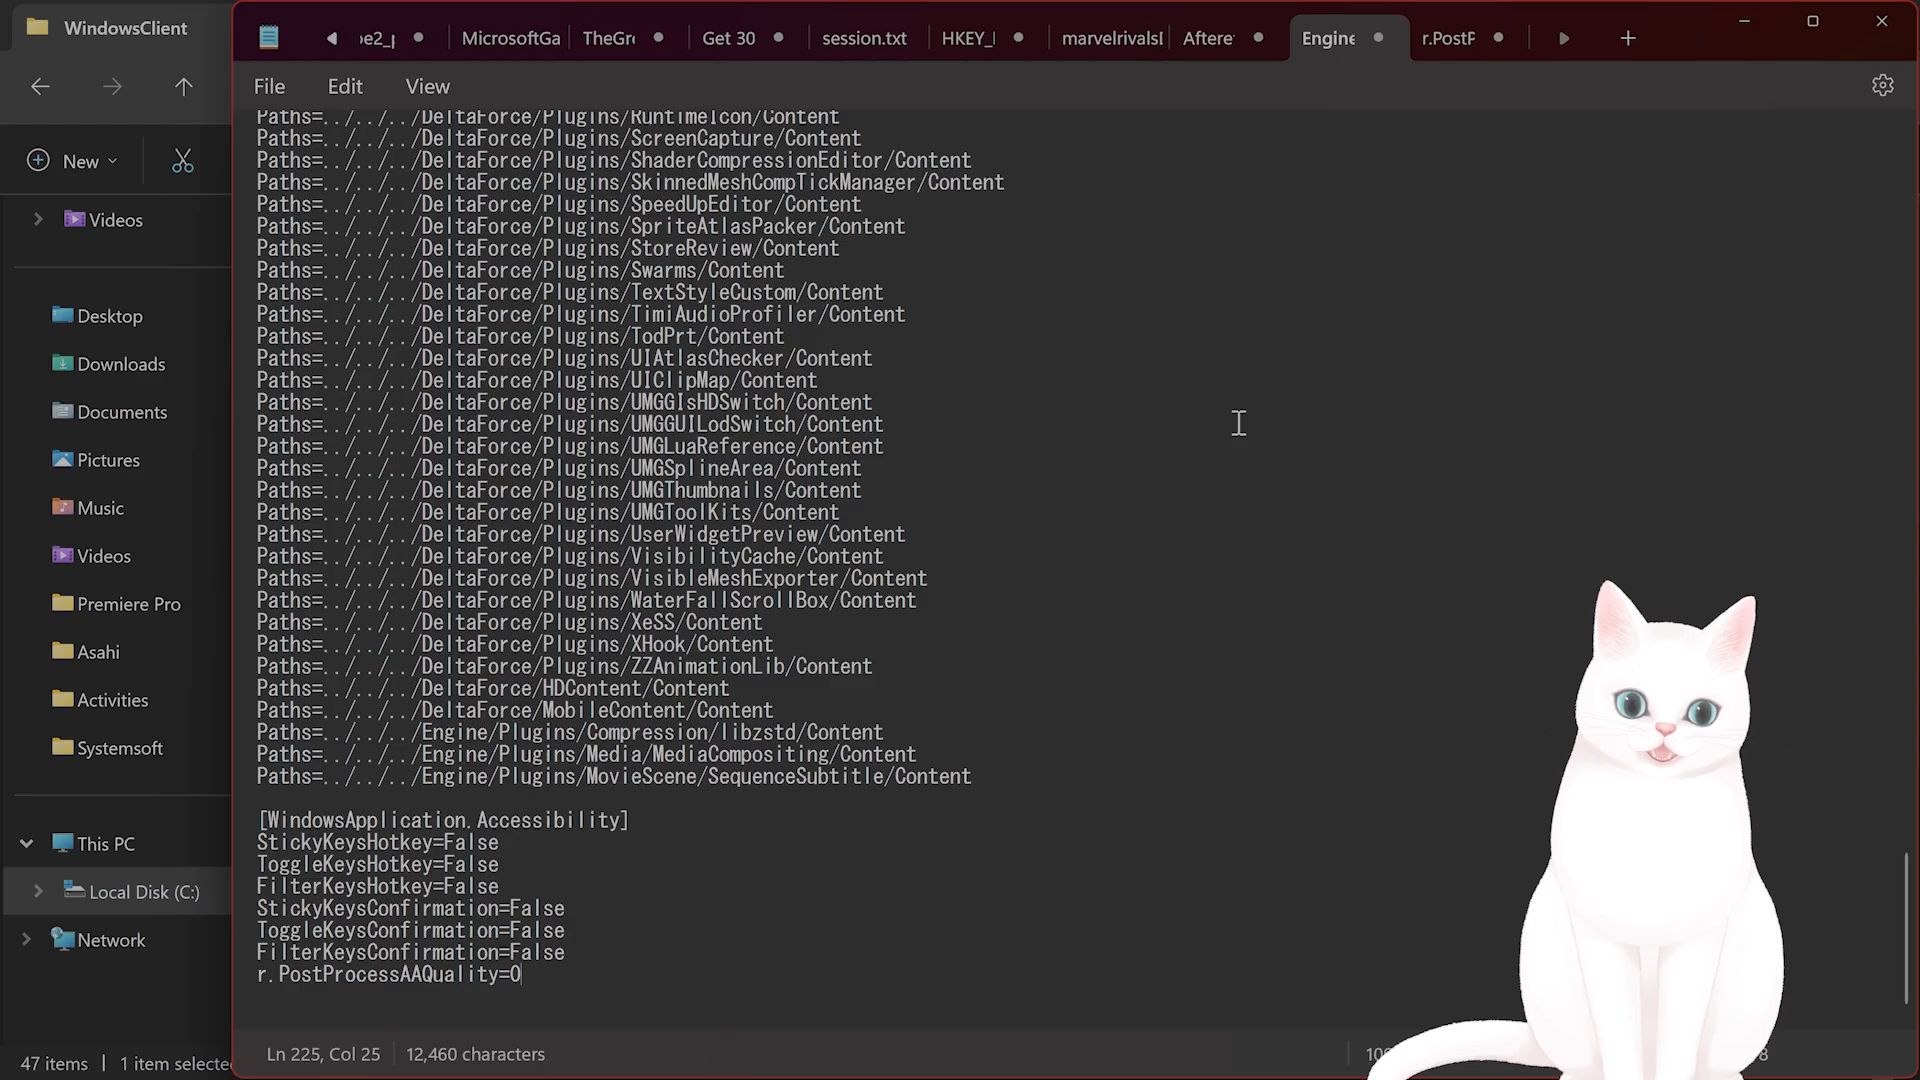 WindowsClient
MicrosoftGa
Get 30
session.txt
HKEY_
marvelrivals
Engine
r.PostP
File
Edit
View
New
Videos
Desktop
Downloads
Documents
Pictures
Music
Videos
Premiere Pro
Asahi
Activities
Systemsoft
This PC
Local Disk (C:)
Network
47 items
1 item selected
Paths=../../../DeltaForce/Plugins/RuntimeIcon/Content
Paths=../../../DeltaForce/Plugins/ScreenCapture/Content
Paths=../../../DeltaForce/Plugins/ShaderCompressionEditor/Content
Paths=../../../DeltaForce/Plugins/SkinnedMeshCompTickManager/Content
Paths=../../../DeltaForce/Plugins/SpeedUpEditor/Content
Paths=../../../DeltaForce/Plugins/SpriteAtlasPacker/Content
Paths=../../../DeltaForce/Plugins/StoreReview/Content
Paths=../../../DeltaForce/Plugins/Swarms/Content
Paths=../../../DeltaForce/Plugins/TextStyleCustom/Content
Paths=../../../DeltaForce/Plugins/TimiAudioProfiler/Content
Paths=../../../DeltaForce/Plugins/TodPrt/Content
Paths=../../../DeltaForce/Plugins/UIAtlasChecker/Content
Paths=../../../DeltaForce/Plugins/UIClipMap/Content
Paths=../../../DeltaForce/Plugins/UMGGIsHDSwitch/Content
Paths=../../../DeltaForce/Plugins/UMGGUILodSwitch/Content
Paths=../../../DeltaForce/Plugins/UMGLuaReference/Content
Paths=../../../DeltaForce/Plugins/UMGSplineArea/Content
Paths=../../../DeltaForce/Plugins/UMGThumbnails/Content
Paths=../../../DeltaForce/Plugins/UMGToolKits/Content
Paths=../../../DeltaForce/Plugins/UserWidgetPreview/Content
Paths=../../../DeltaForce/Plugins/VisibilityCache/Content
Paths=../../../DeltaForce/Plugins/VisibleMeshExporter/Content
Paths=../../../DeltaForce/Plugins/WaterFallScrollBox/Content
Paths=../../../DeltaForce/Plugins/XeSS/Content
Paths=../../../DeltaForce/Plugins/XHook/Content
Paths=../../../DeltaForce/Plugins/ZZAnimationLib/Content
Paths=../../../DeltaForce/HDContent/Content
Paths=../../../DeltaForce/MobileContent/Content
Paths=../../../Engine/Plugins/Compression/libzstd/Content
Paths=../../../Engine/Plugins/Media/MediaCompositing/Content
Paths=../../../Engine/Plugins/MovieScene/SequenceSubtitle/Content
[WindowsApplication.Accessibility]
StickyKeysHotkey=False
ToggleKeysHotkey=False
FilterKeysHotkey=False
StickyKeysConfirmation=False
ToggleKeysConfirmation=False
FilterKeysConfirmation=False
r.PostProcessAAQuality=0
Ln 225, Col 25
12,460 characters